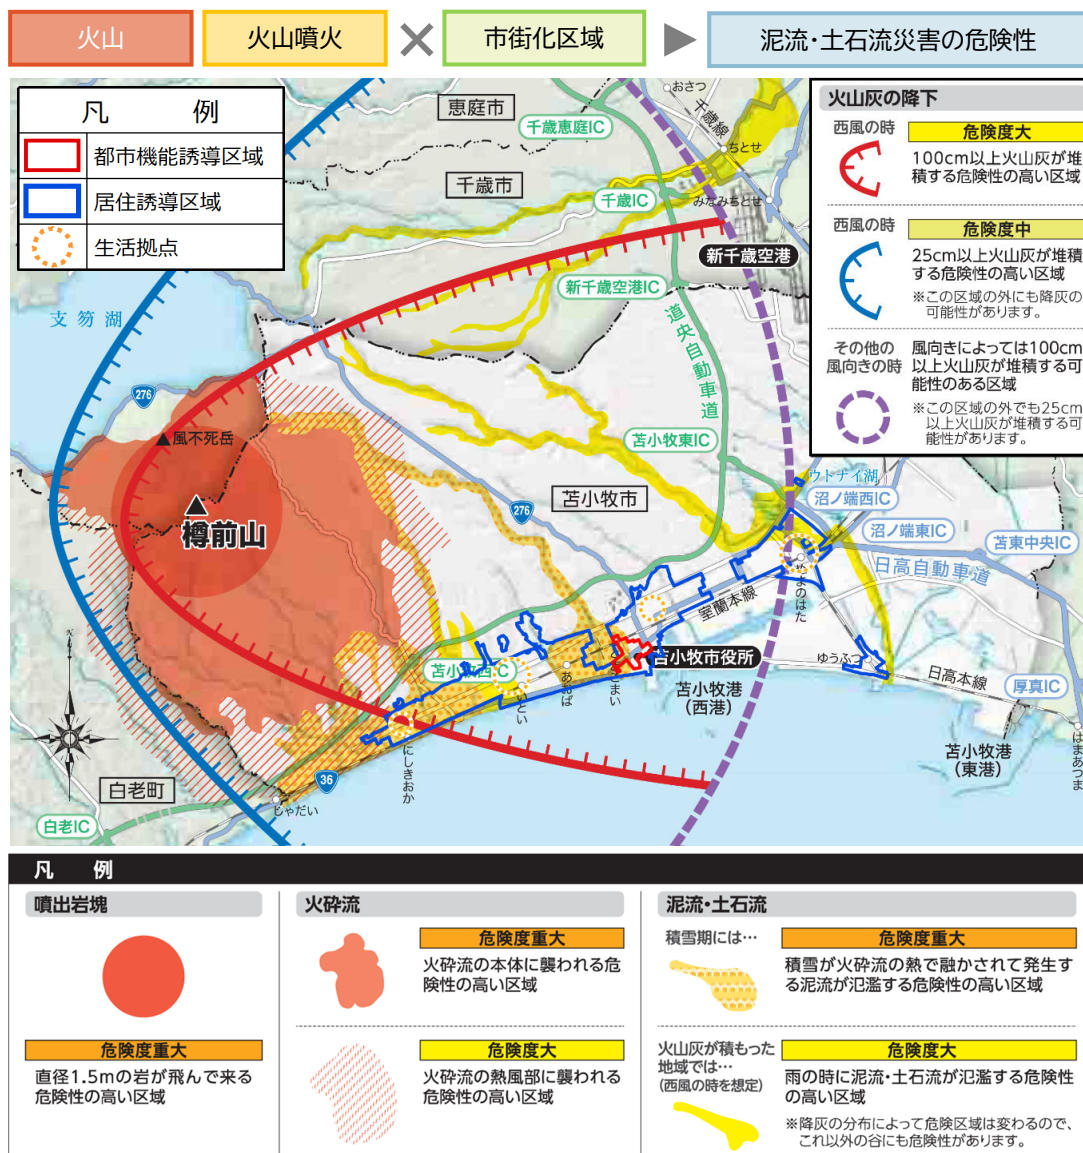 火山
火山噴火
市街化区域
泥流・土石流災害の危険性
凡 例
都市機能誘導区域
居住誘導区域
生活拠点
恵庭市
千歳恵庭IC
おさつ
千歳線
ちとせ
千歳市
千歳IC
みなみちとせ
新千歳空港
新千歳空港IC
支笏湖
道央自動車道
276
風不死岳
樽前山
苫小牧東IC
苫小牧市
276
ウトナイ湖
沼ノ端西IC
沼ノ端東IC
苫東中央IC
日高自動車道
室蘭本線
ぬまのはた
苫小牧市役所
ゆうふつ
日高本線
厚真IC
苫小牧西IC
あおば
苫小牧港
(西港)
苫小牧港
(東港)
はまあつま
にしきおか
36
白老町
しゃだい
白老IC
火山灰の降下
西風の時
危険度大
100cm以上火山灰が堆
積する危険性の高い区域
西風の時
危険度中
25cm以上火山灰が堆積
する危険性の高い区域
※この区域の外にも降灰の
可能性があります。
その他の
風向きの時
風向きによっては100cm
以上火山灰が堆積する可
能性のある区域
※この区域の外でも25cm
以上火山灰が堆積する可
能性があります。
凡 例
噴出岩塊
危険度重大
直径1.5mの岩が飛んで来る
危険性の高い区域
火砕流
危険度重大
火砕流の本体に襲われる危
険性の高い区域
危険度大
火砕流の熱風部に襲われる
危険性の高い区域
泥流・土石流
積雪期には…
危険度重大
積雪が火砕流の熱で融かされて発生す
る泥流が氾濫する危険性の高い区域
火山灰が積もった
地域では…
(西風の時を想定)
危険度大
雨の時に泥流・土石流が氾濫する危険性
の高い区域
※降灰の分布によって危険区域は変わるので、
これ以外の谷にも危険性があります。